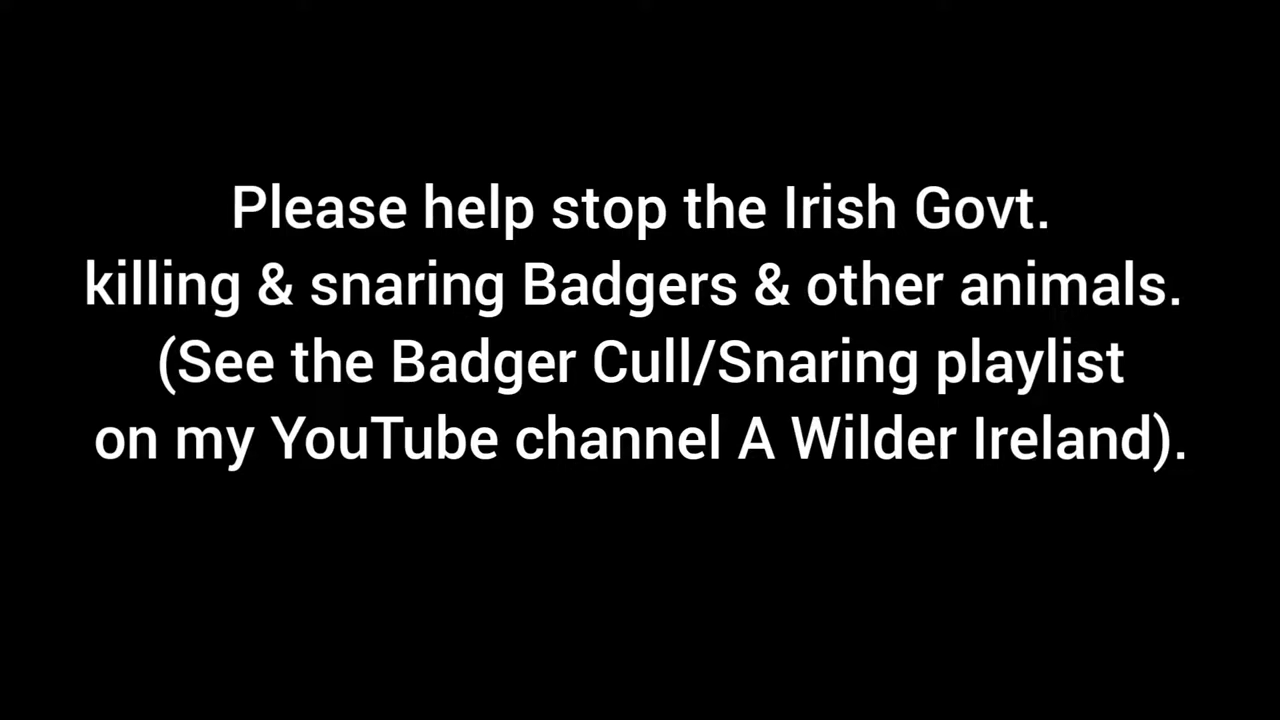 Please help stop the Irish Govt.
killing & snaring Badgers & other animals.
(See the Badger Cull/Snaring playlist
on my YouTube channel A Wilder Ireland).